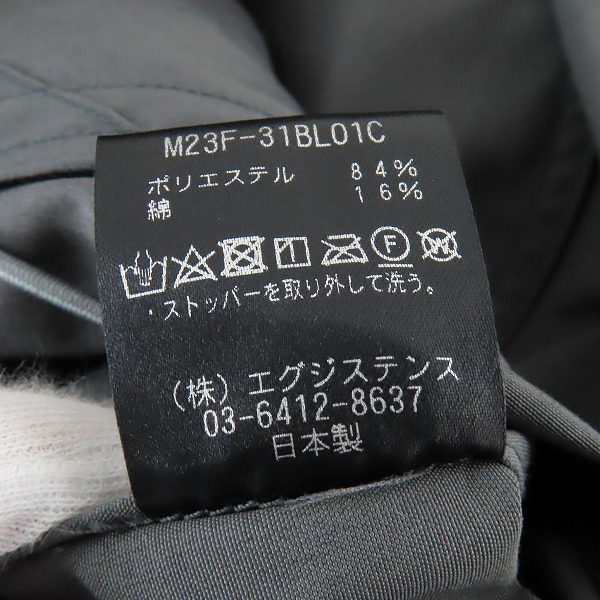 M23F-31BL01C
ポリエステル 84%
綿 16%
F W
・ストッパーを取り外して洗う。
(株) エグジステンス
03-6412-8637
日本製